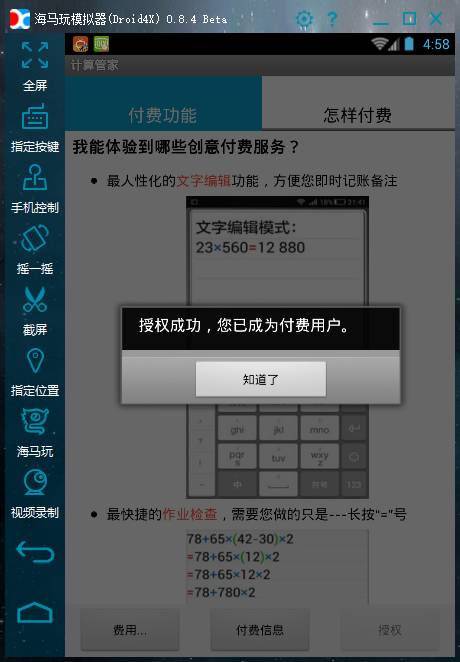 海马玩模拟器(Droid4X) 0.8.4 Beta
4:58
全屏
指定按键
手机控制
摇一摇
截屏
指定位置
海马玩
视频录制
计算管家
付费功能
怎样付费
我能体验到哪些创意付费服务？
最人性化的文字编辑功能，方便您即时记账备注
18% 21:41
文字编辑模式：
23×560=12 880
授权成功，您已成为付费用户。
知道了
ghi
jkl
mno
pqrs
tuv
wxyz
中
符号
123
最快捷的作业检查，需要您做的只是---长按“=”号
78+65×(42-30)×2
=78+65×(12)×2
=78+65×12×2
=78+780×2
费用...
付费信息
授权